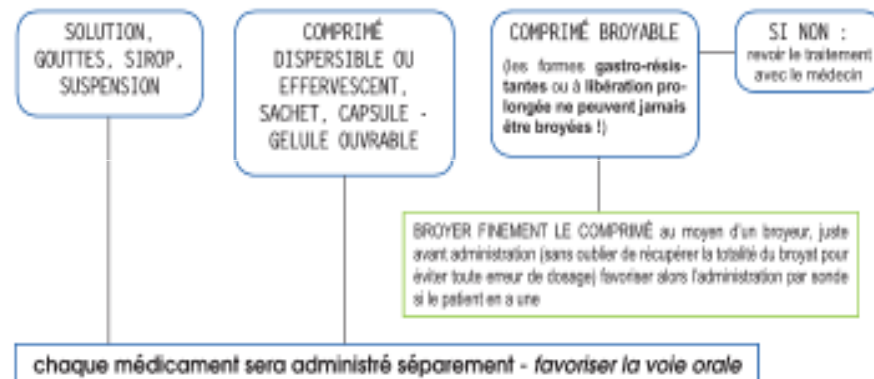 SOLUTION,
GOUTTES, SIROP,
SUSPENSION
COMPRIMÉ
DISPERSIBLE OU
EFFERVESCENT,
SACHET, CAPSULE -
GELULE OUVRABLE
COMPRIMÉ BROYABLE
(les formes gastro-résis-
tantes ou à libération pro-
longée ne peuvent jamais
être broyées !)
SI NON :
revoir le traitement
avec le médecin
BROYER FINEMENT LE COMPRIMÉ au moyen d'un broyeur, juste
avant administration (sans oublier de récupérer la totalité du broyat pour
éviter toute erreur de dosage) favoriser alors l'administration par sonde
si le patient en a une
chaque médicament sera administré séparement - favoriser la voie orale